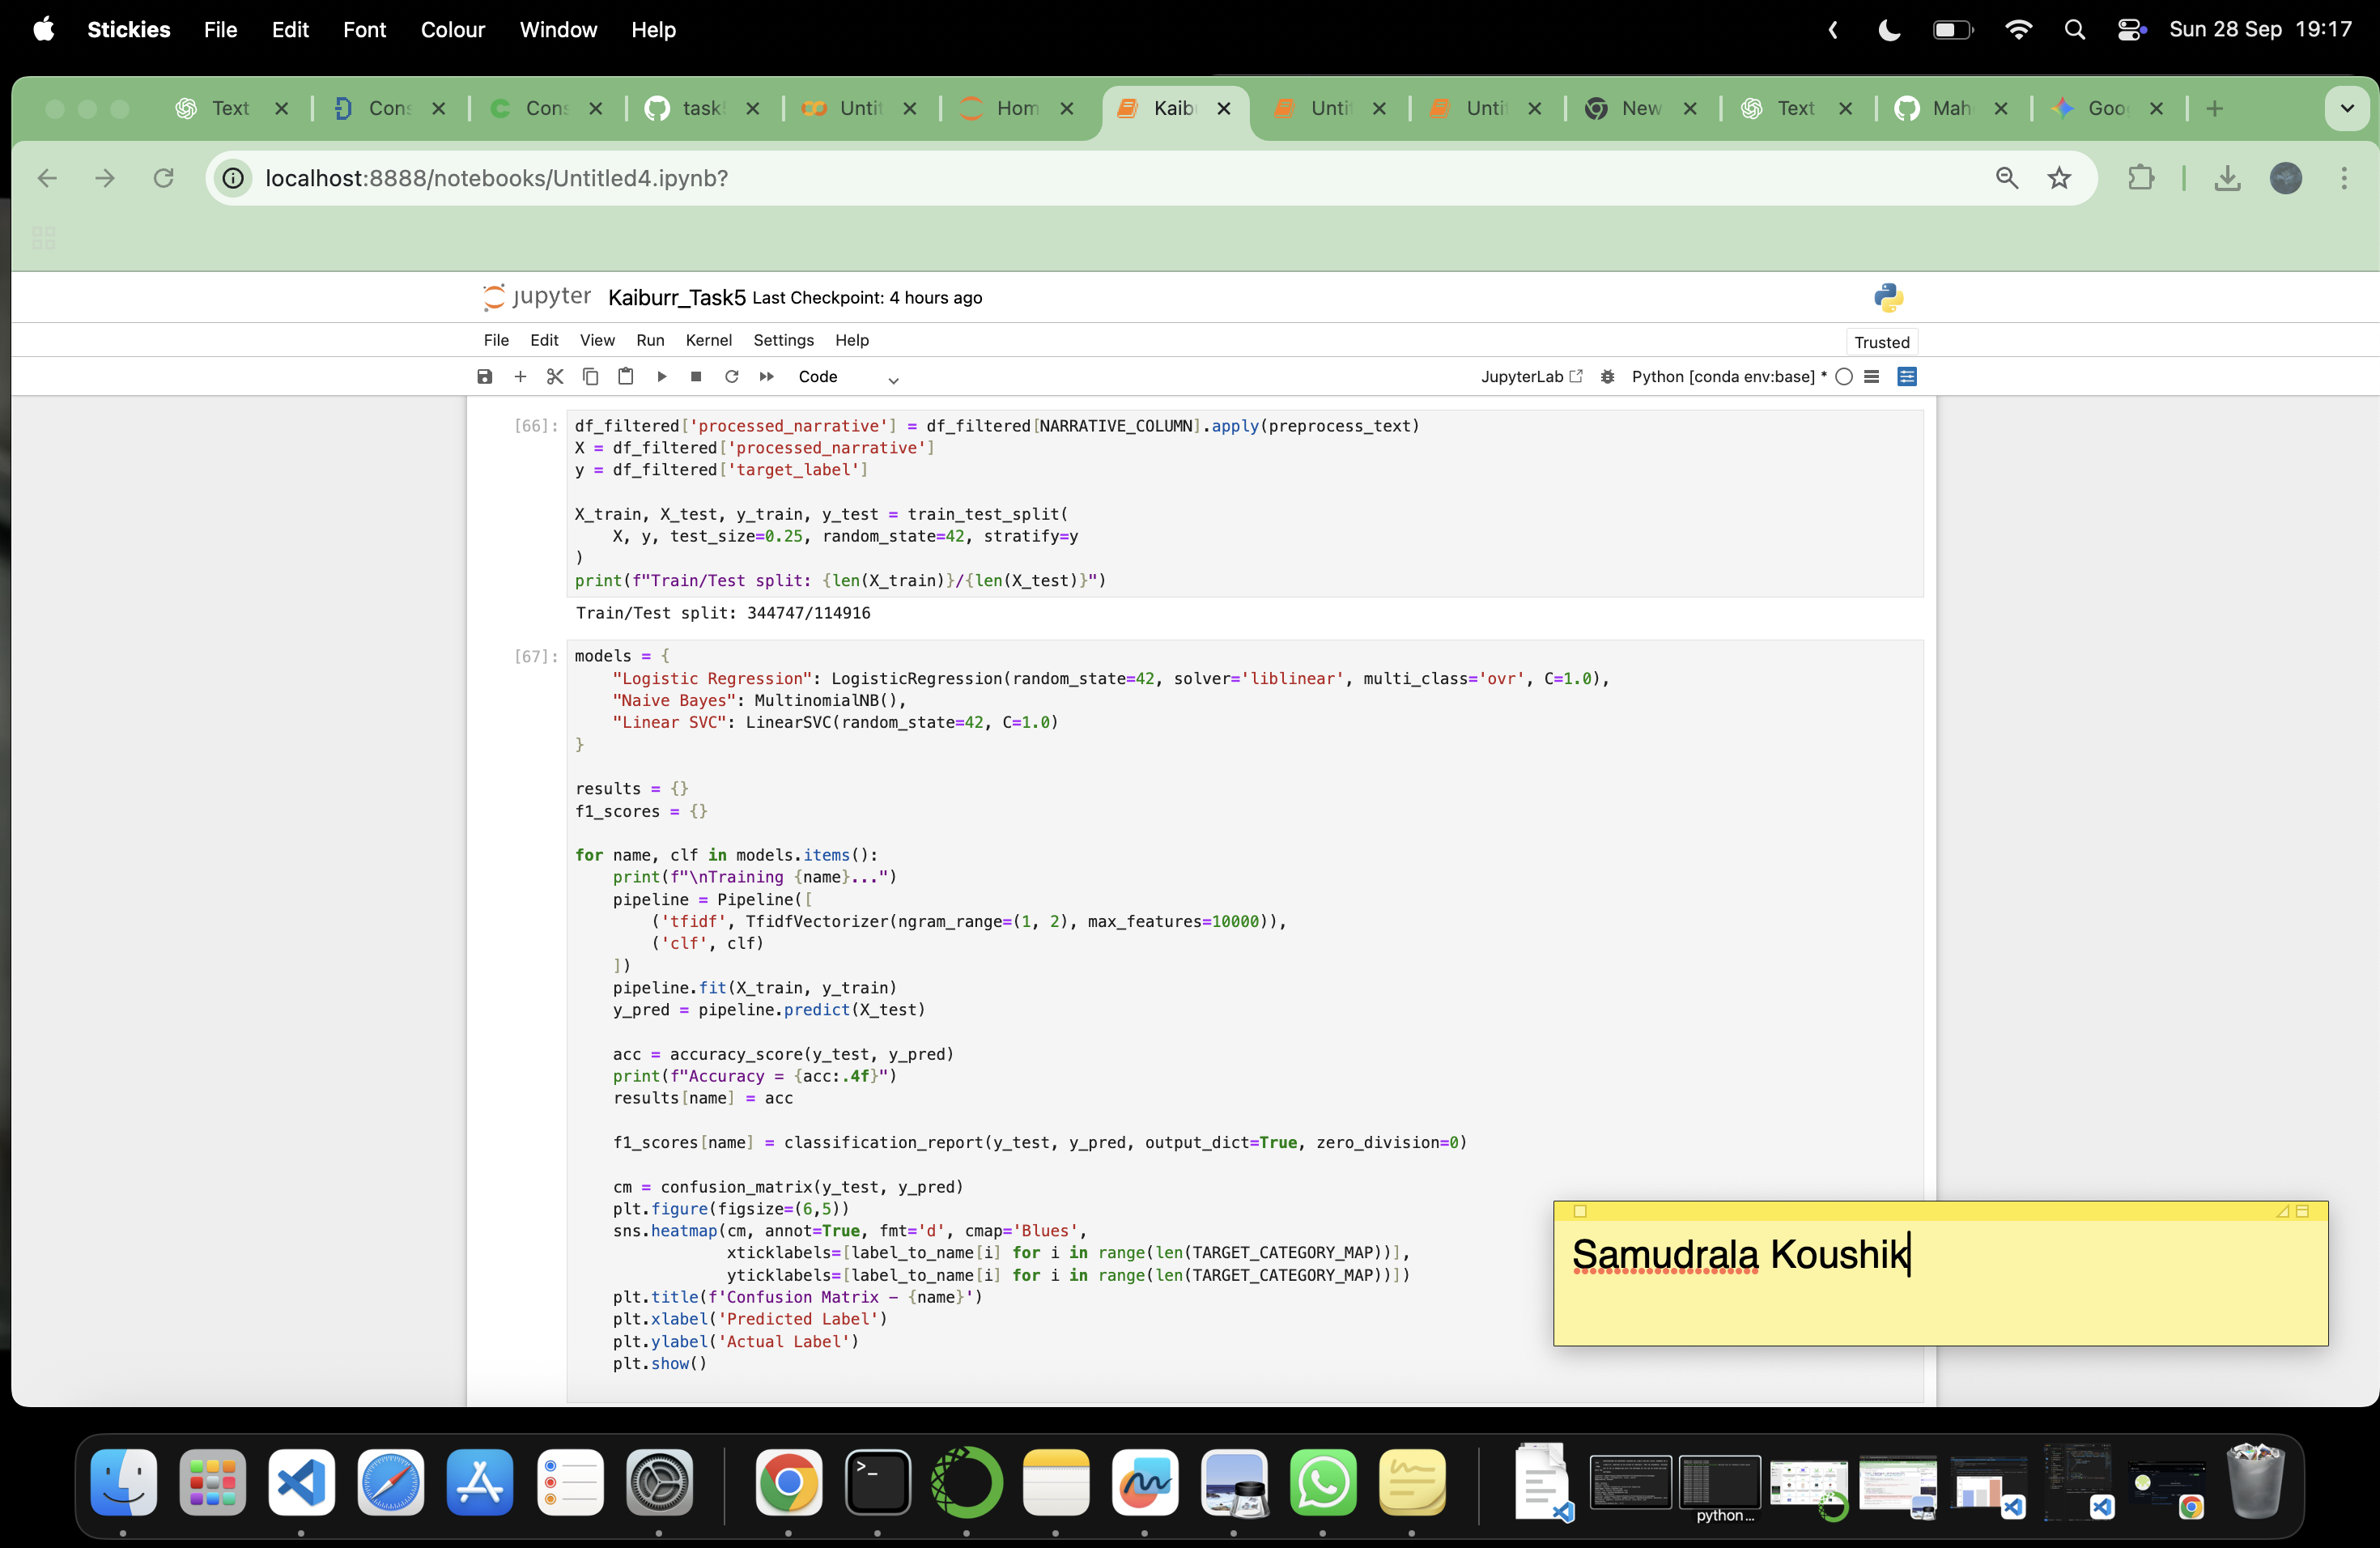 Stickies File Edit Font Colour Window Help Sun 28 Sep 19:17
Text Cons Cons task Untit Hom Kaib Unti Unti New Text Mah Goo
localhost:8888/notebooks/Untitled4.ipynb?
jupyter Kaiburr_Task5 Last Checkpoint: 4 hours ago
File Edit View Run Kernel Settings Help Trusted
Code JupyterLab Python [conda env:base] *
[66]: df_filtered['processed_narrative'] = df_filtered[NARRATIVE_COLUMN].apply(preprocess_text)
X = df_filtered['processed_narrative']
y = df_filtered['target_label']
X_train, X_test, y_train, y_test = train_test_split(
    X, y, test_size=0.25, random_state=42, stratify=y
)
print(f"Train/Test split: {len(X_train)}/{len(X_test)}")
Train/Test split: 344747/114916
[67]: models = {
    "Logistic Regression": LogisticRegression(random_state=42, solver='liblinear', multi_class='ovr', C=1.0),
    "Naive Bayes": MultinomialNB(),
    "Linear SVC": LinearSVC(random_state=42, C=1.0)
}
results = {}
f1_scores = {}
for name, clf in models.items():
    print(f"\nTraining {name}...")
    pipeline = Pipeline([
        ('tfidf', TfidfVectorizer(ngram_range=(1, 2), max_features=10000)),
        ('clf', clf)
    ])
    pipeline.fit(X_train, y_train)
    y_pred = pipeline.predict(X_test)
    acc = accuracy_score(y_test, y_pred)
    print(f"Accuracy = {acc:.4f}")
    results[name] = acc
    f1_scores[name] = classification_report(y_test, y_pred, output_dict=True, zero_division=0)
    cm = confusion_matrix(y_test, y_pred)
    plt.figure(figsize=(6,5))
    sns.heatmap(cm, annot=True, fmt='d', cmap='Blues',
                xticklabels=[label_to_name[i] for i in range(len(TARGET_CATEGORY_MAP))],
                yticklabels=[label_to_name[i] for i in range(len(TARGET_CATEGORY_MAP))])
    plt.title(f'Confusion Matrix – {name}')
    plt.xlabel('Predicted Label')
    plt.ylabel('Actual Label')
    plt.show()
Samudrala Koushik
python...